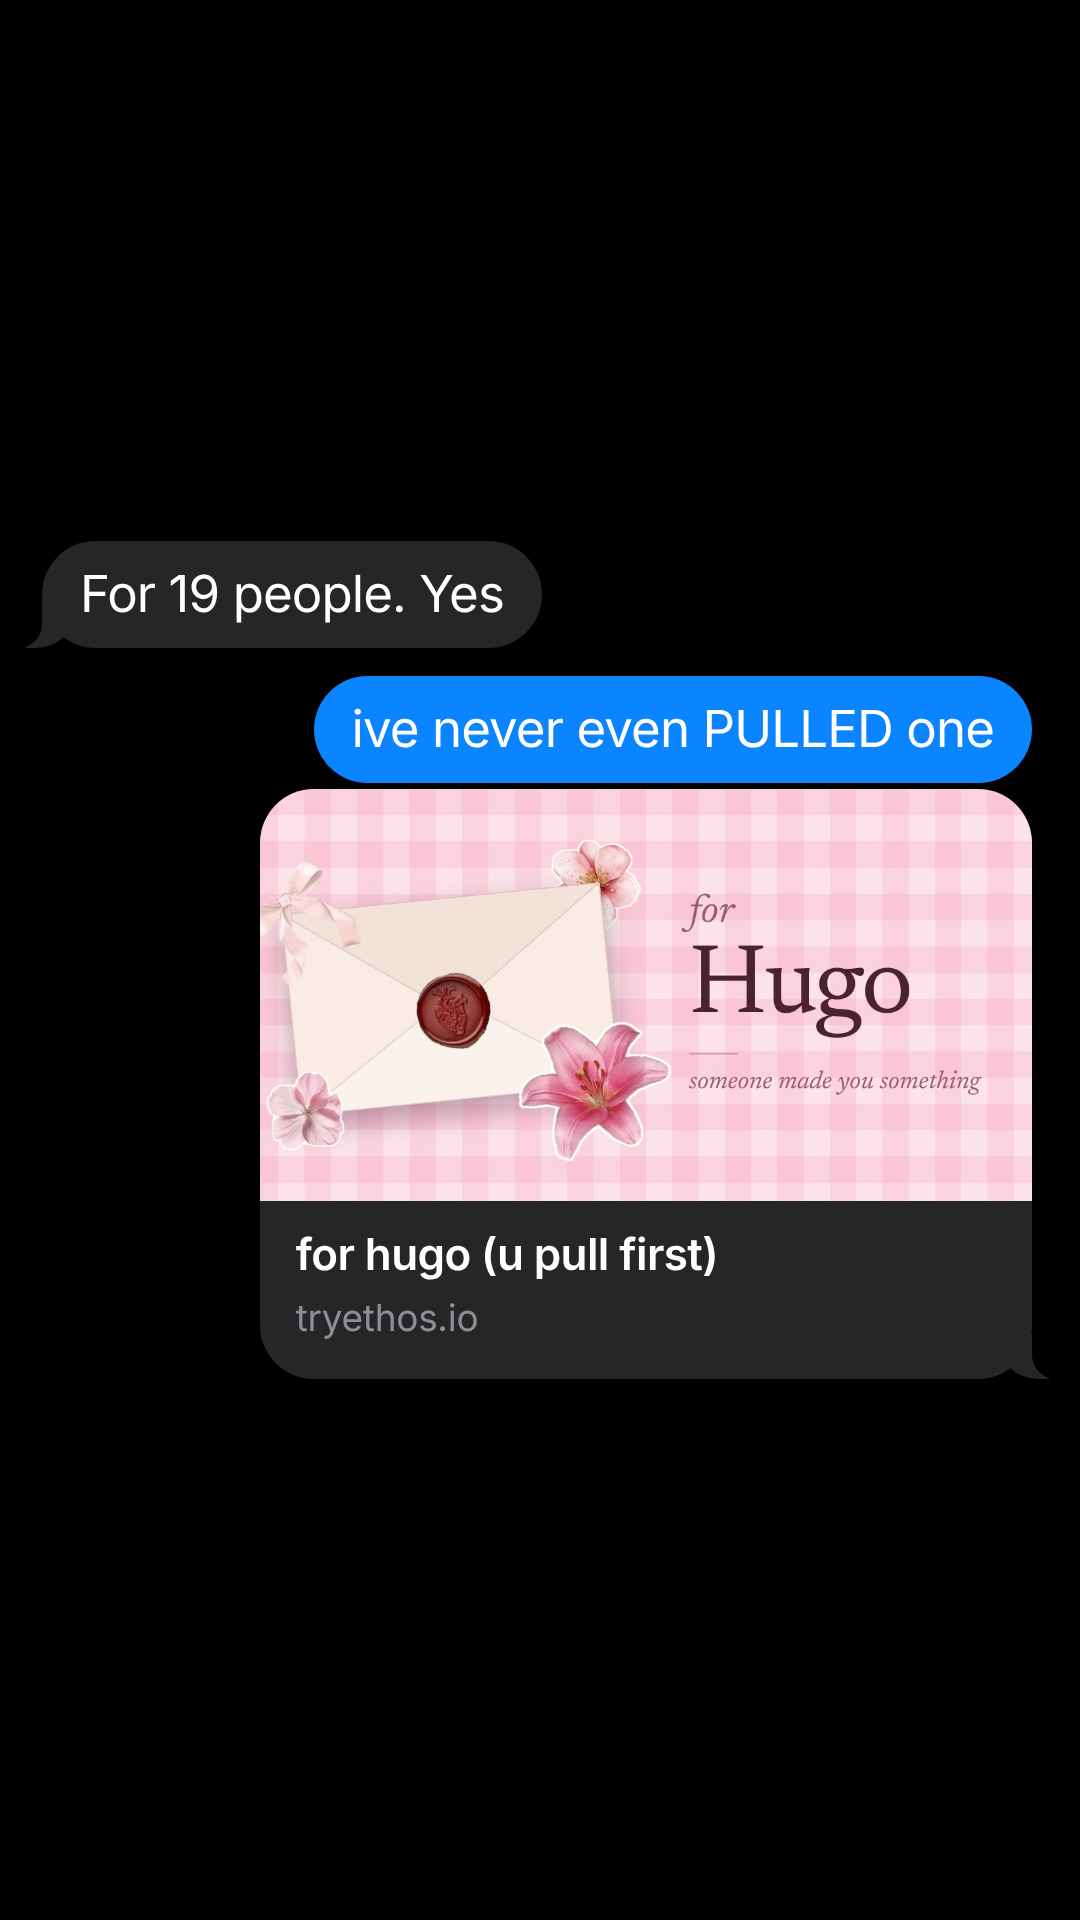 For 19 people. Yes
ive never even PULLED one
for
Hugo
someone made you something
for hugo (u pull first)
tryethos.io